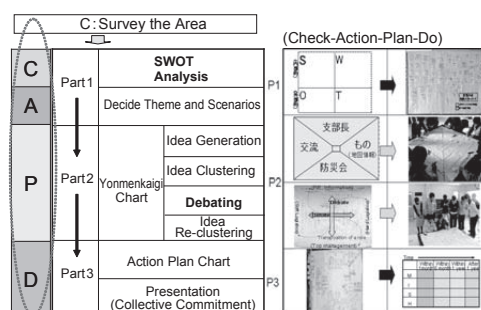 C:Survey the Area
(Check-Action-Plan-Do)
C
A
P
D
Part1
Part2
Part3
SWOT
Analysis
Decide Theme and Scenarios
Yonmenkaigi
Chart
Idea Generation
Idea Clustering
Debating
Idea
Re-clustering
Action Plan Chart
Presentation
(Collective Commitment)
P1
P2
P3
S
W
O
T
支部長
交流
もの
防災会
Debate
Time